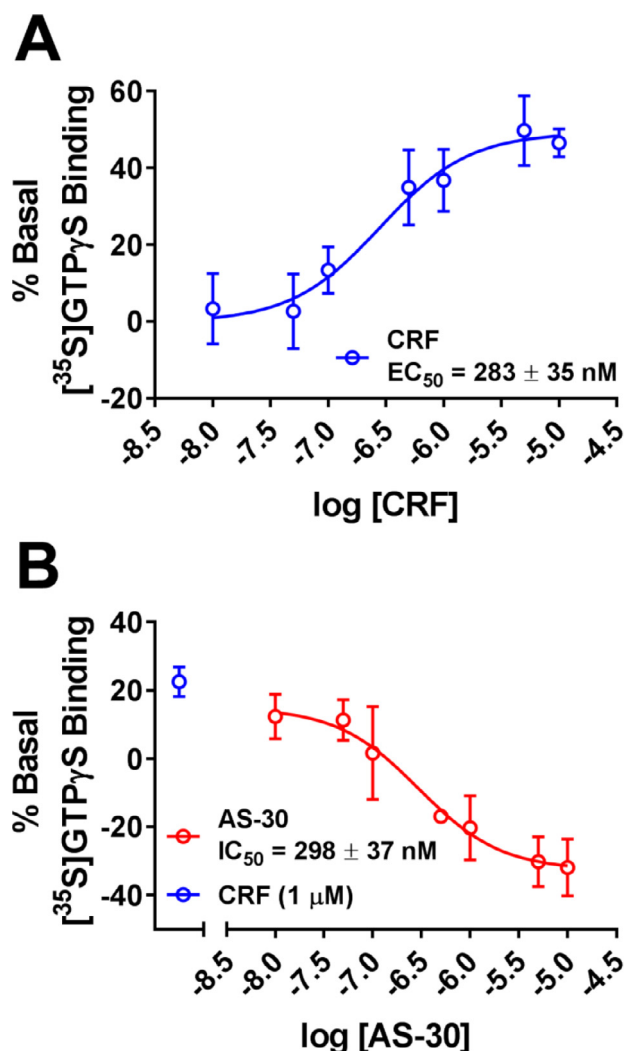 A
% Basal
[³⁵S]GTPγS Binding
60
40
20
0
-20
CRF
EC₅₀ = 283 ± 35 nM
-8.5
-8.0
-7.5
-7.0
-6.5
-6.0
-5.5
-5.0
-4.5
log [CRF]
B
% Basal
[³⁵S]GTPγS Binding
40
20
0
-20
-40
AS-30
IC₅₀ = 298 ± 37 nM
CRF (1 μM)
-8.5
-8.0
-7.5
-7.0
-6.5
-6.0
-5.5
-5.0
-4.5
log [AS-30]